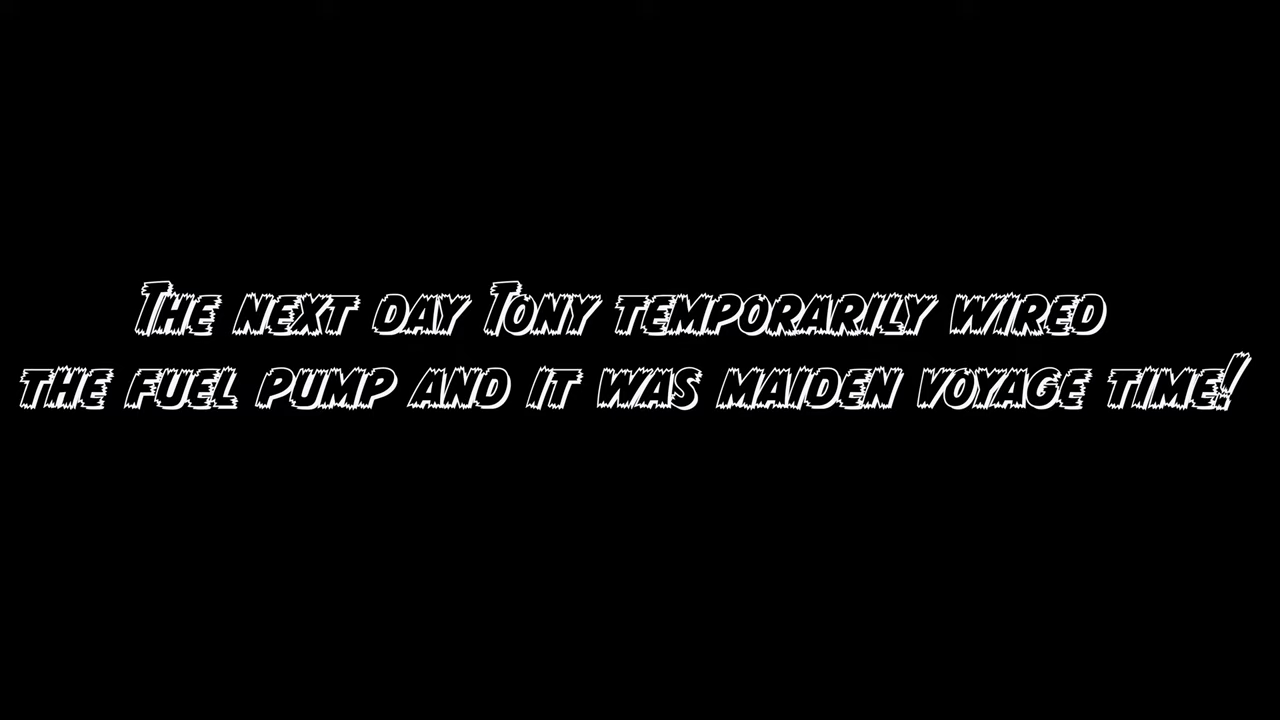 The next day Tony temporarily wired
the fuel pump and it was maiden voyage time!